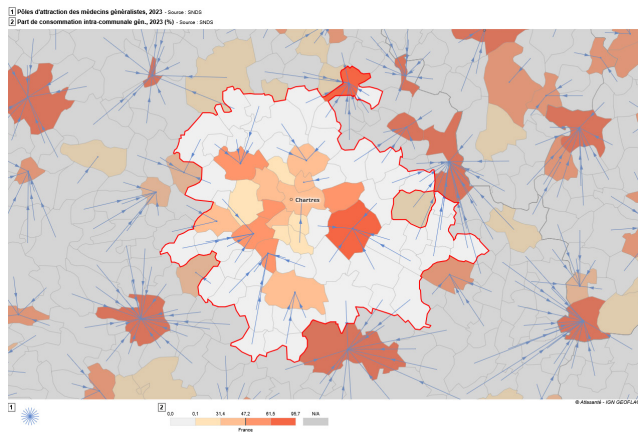 1 Pôles d'attraction des médecins généralistes, 2023 - Source : SNDS
2 Part de consommation intra-communale gén., 2023 (%) - Source : SNDS
Chartres
© Atlasanté - IGN GEOFLA
1
2
0,0 0,1 31,4 47,2 61,5 95,7 N/A
France